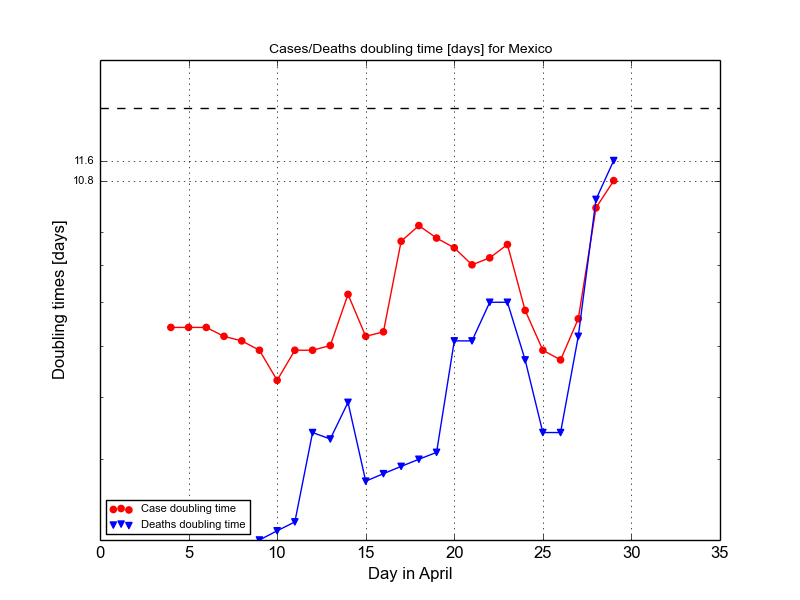 Cases/Deaths doubling time [days] for Mexico
Doubling times [days]
11.6
10.8
Case doubling time
Deaths doubling time
0 5 10 15 20 25 30 35
Day in April